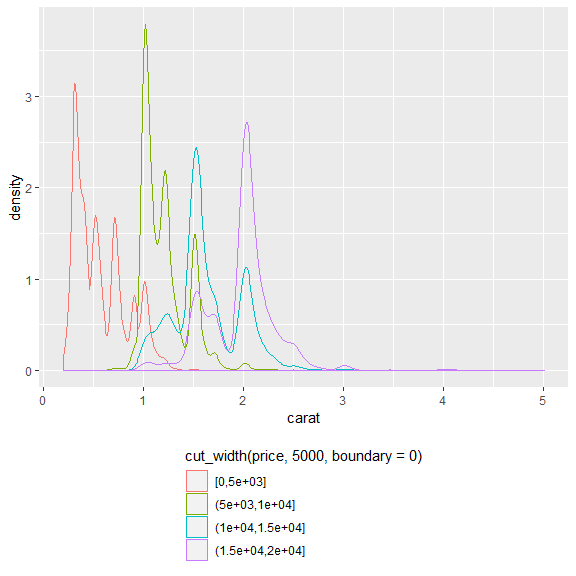 3
2
1
0
density
0 1 2 3 4 5
carat
cut_width(price, 5000, boundary = 0)
[0,5e+03]
(5e+03,1e+04]
(1e+04,1.5e+04]
(1.5e+04,2e+04]